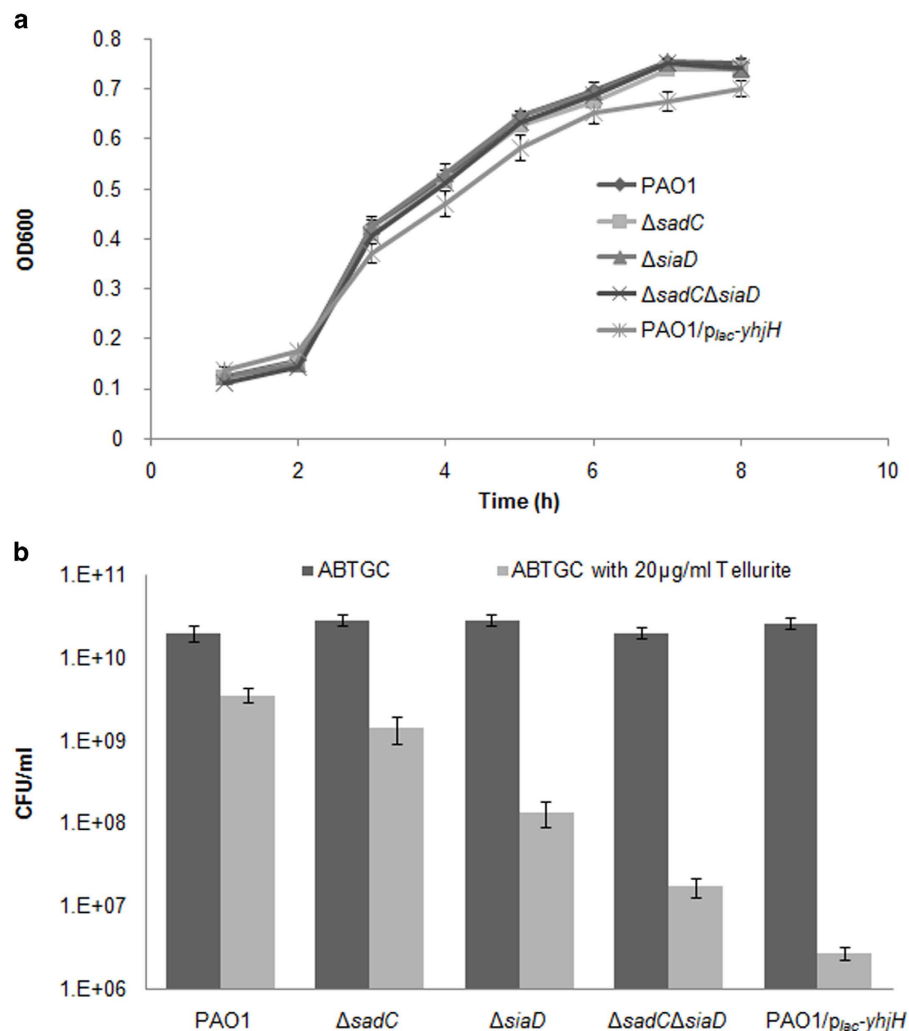 a
0.8
0.7
0.6
0.5
0.4
0.3
0.2
0.1
0
OD600
0 2 4 6 8 10
Time (h)
PAO1
ΔsadC
ΔsiaD
ΔsadCΔsiaD
PAO1/plac-yhjH
b
ABTGC ABTGC with 20µg/ml Tellurite
1.E+11
1.E+10
1.E+09
1.E+08
1.E+07
1.E+06
CFU/ml
PAO1 ΔsadC ΔsiaD ΔsadCΔsiaD PAO1/plac-yhjH